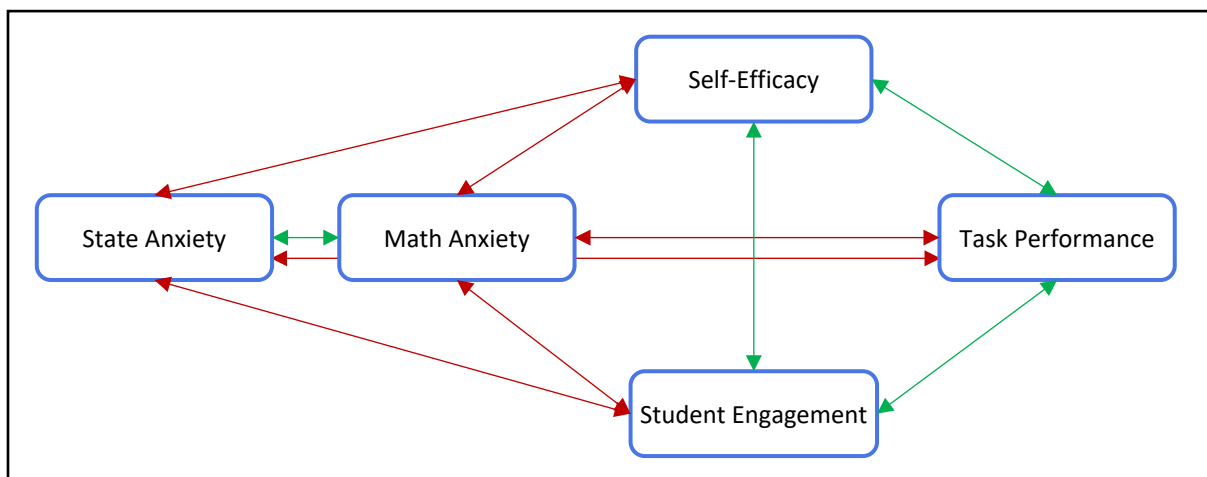 Self-Efficacy
State Anxiety
Math Anxiety
Task Performance
Student Engagement